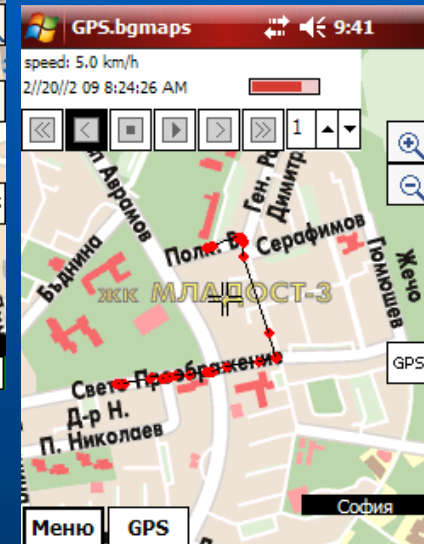 GPS.bgmaps 9:41
speed: 5.0 km/h
2//20//2 09 8:24:26 AM
1
Аврамов
Ген.
Димитр
Бъднина
Полк. В
Серафимов
Гюмюшев
Жечо
жк МЛАДОСТ-3
GPS
Свето Преображение
Д-р Н.
П. Николаев
София
Меню GPS